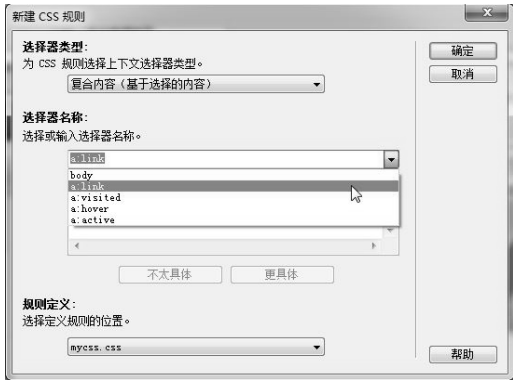 新建 CSS 规则
选择器类型:
为 CSS 规则选择上下文选择器类型。
复合内容（基于选择的内容）
确定
取消
选择器名称:
选择或输入选择器名称。
a:link
body
a:link
a:visited
a:hover
a:active
不太具体
更具体
规则定义:
选择定义规则的位置。
mycss.css
帮助